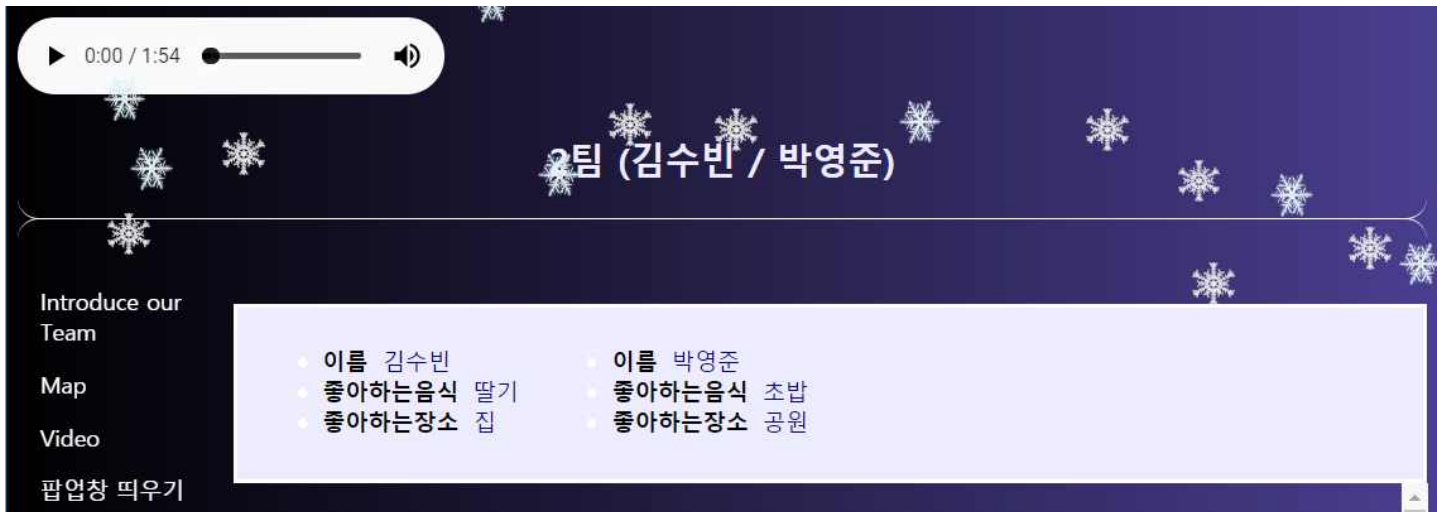 0:00 / 1:54
2팀 (김수빈 / 박영준)
Introduce our
Team
Map
Video
팝업창 띄우기
이름 김수빈
좋아하는음식 딸기
좋아하는장소 집
이름 박영준
좋아하는음식 초밥
좋아하는장소 공원